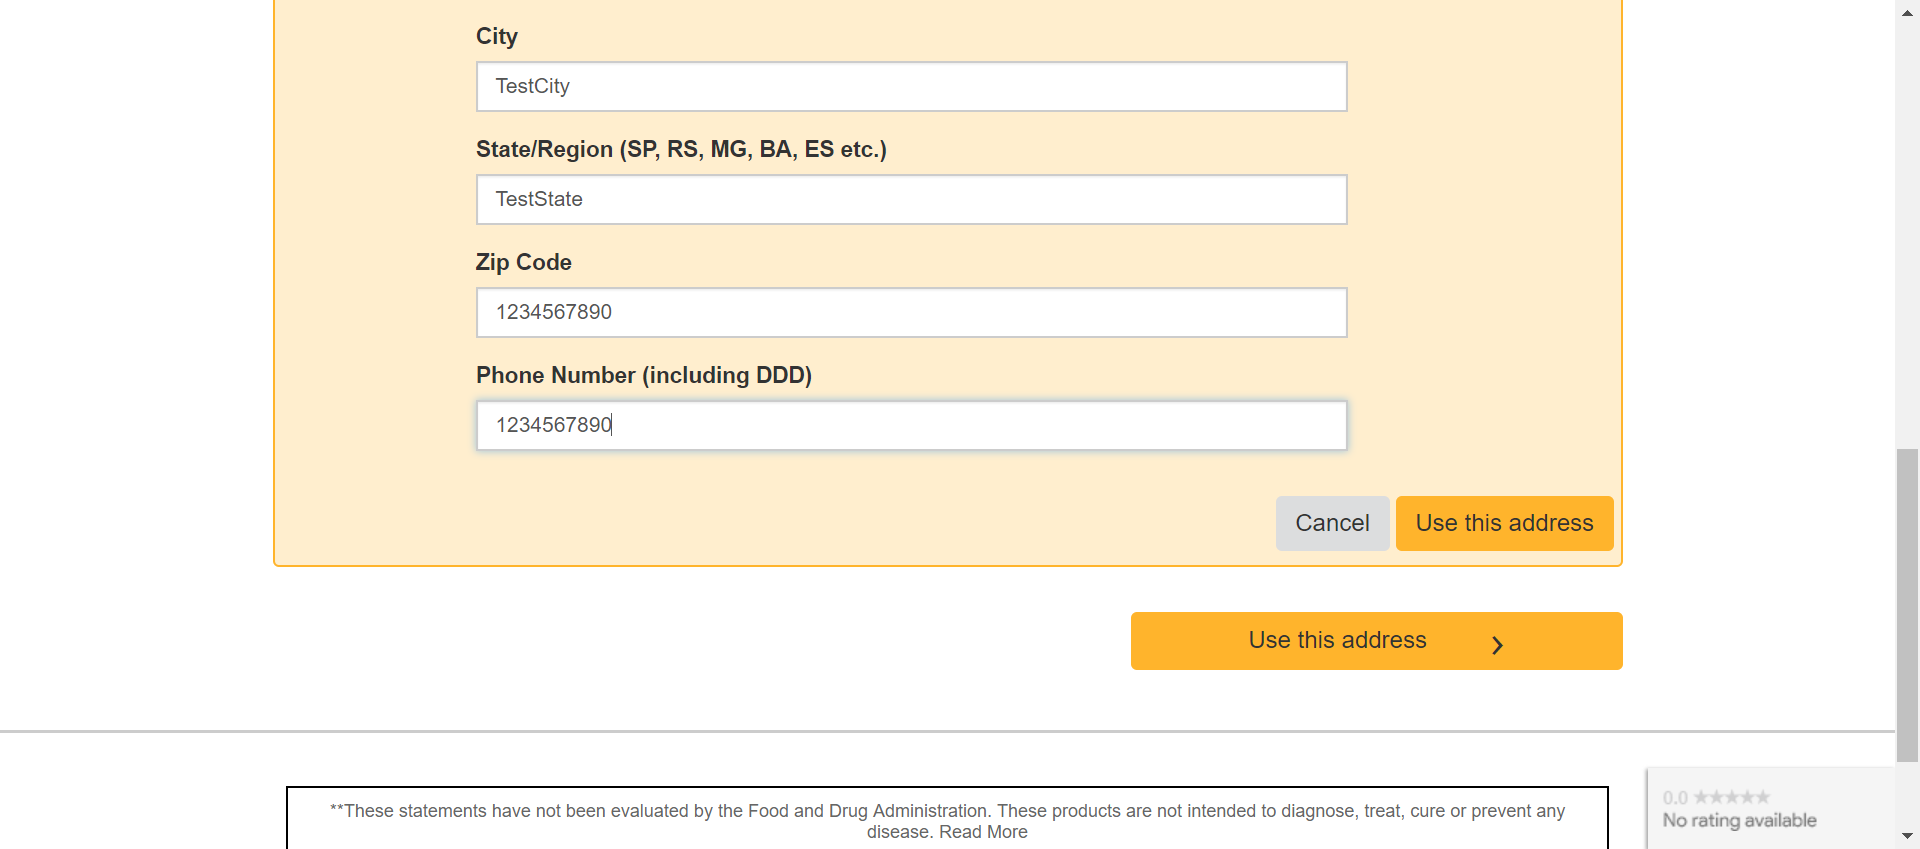 City
TestCity
State/Region (SP, RS, MG, BA, ES etc.)
TestState
Zip Code
1234567890
Phone Number (including DDD)
1234567890
Cancel
Use this address
Use this address
**These statements have not been evaluated by the Food and Drug Administration. These products are not intended to diagnose, treat, cure or prevent any
disease. Read More
0.0 ★★★★★
No rating available